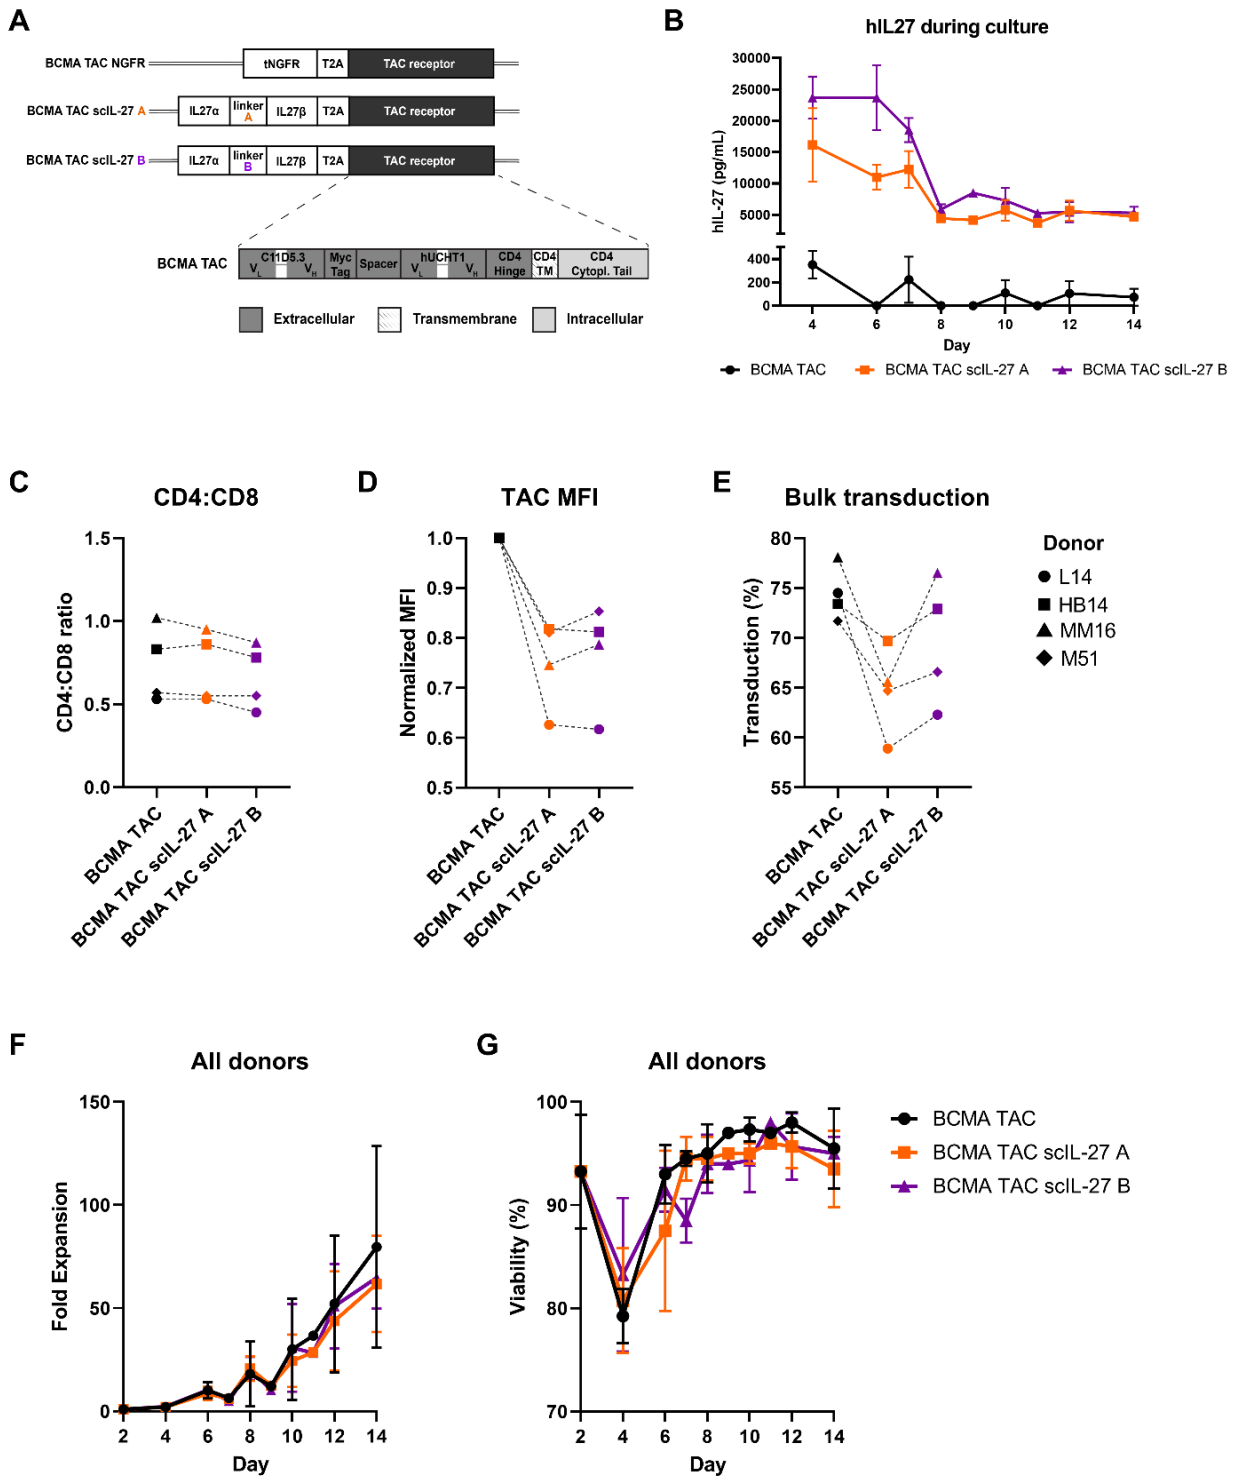 A
BCMA TAC NGFR
tNGFR
T2A
TAC receptor
BCMA TAC scIL-27 A
IL27α
linker
A
IL27β
T2A
TAC receptor
BCMA TAC scIL-27 B
IL27α
linker
B
IL27β
T2A
TAC receptor
BCMA TAC
C11D5.3
VL
VH
Myc
Tag
Spacer
hUCHT1
VL
VH
CD4
Hinge
CD4
TM
CD4
Cytopl. Tail
Extracellular
Transmembrane
Intracellular
B
hIL27 during culture
hIL-27 (pg/mL)
30000
25000
20000
15000
10000
5000
400
200
0
4
6
8
10
12
14
Day
BCMA TAC
BCMA TAC scIL-27 A
BCMA TAC scIL-27 B
C
CD4:CD8
CD4:CD8 ratio
1.5
1.0
0.5
0.0
BCMA TAC
BCMA TAC scIL-27 A
BCMA TAC scIL-27 B
D
TAC MFI
Normalized MFI
1.0
0.9
0.8
0.7
0.6
0.5
BCMA TAC
BCMA TAC scIL-27 A
BCMA TAC scIL-27 B
E
Bulk transduction
Transduction (%)
80
75
70
65
60
55
BCMA TAC
BCMA TAC scIL-27 A
BCMA TAC scIL-27 B
Donor
L14
HB14
MM16
M51
F
All donors
Fold Expansion
150
100
50
0
2
4
6
8
10
12
14
Day
G
All donors
Viability (%)
100
90
80
70
2
4
6
8
10
12
14
Day
BCMA TAC
BCMA TAC scIL-27 A
BCMA TAC scIL-27 B